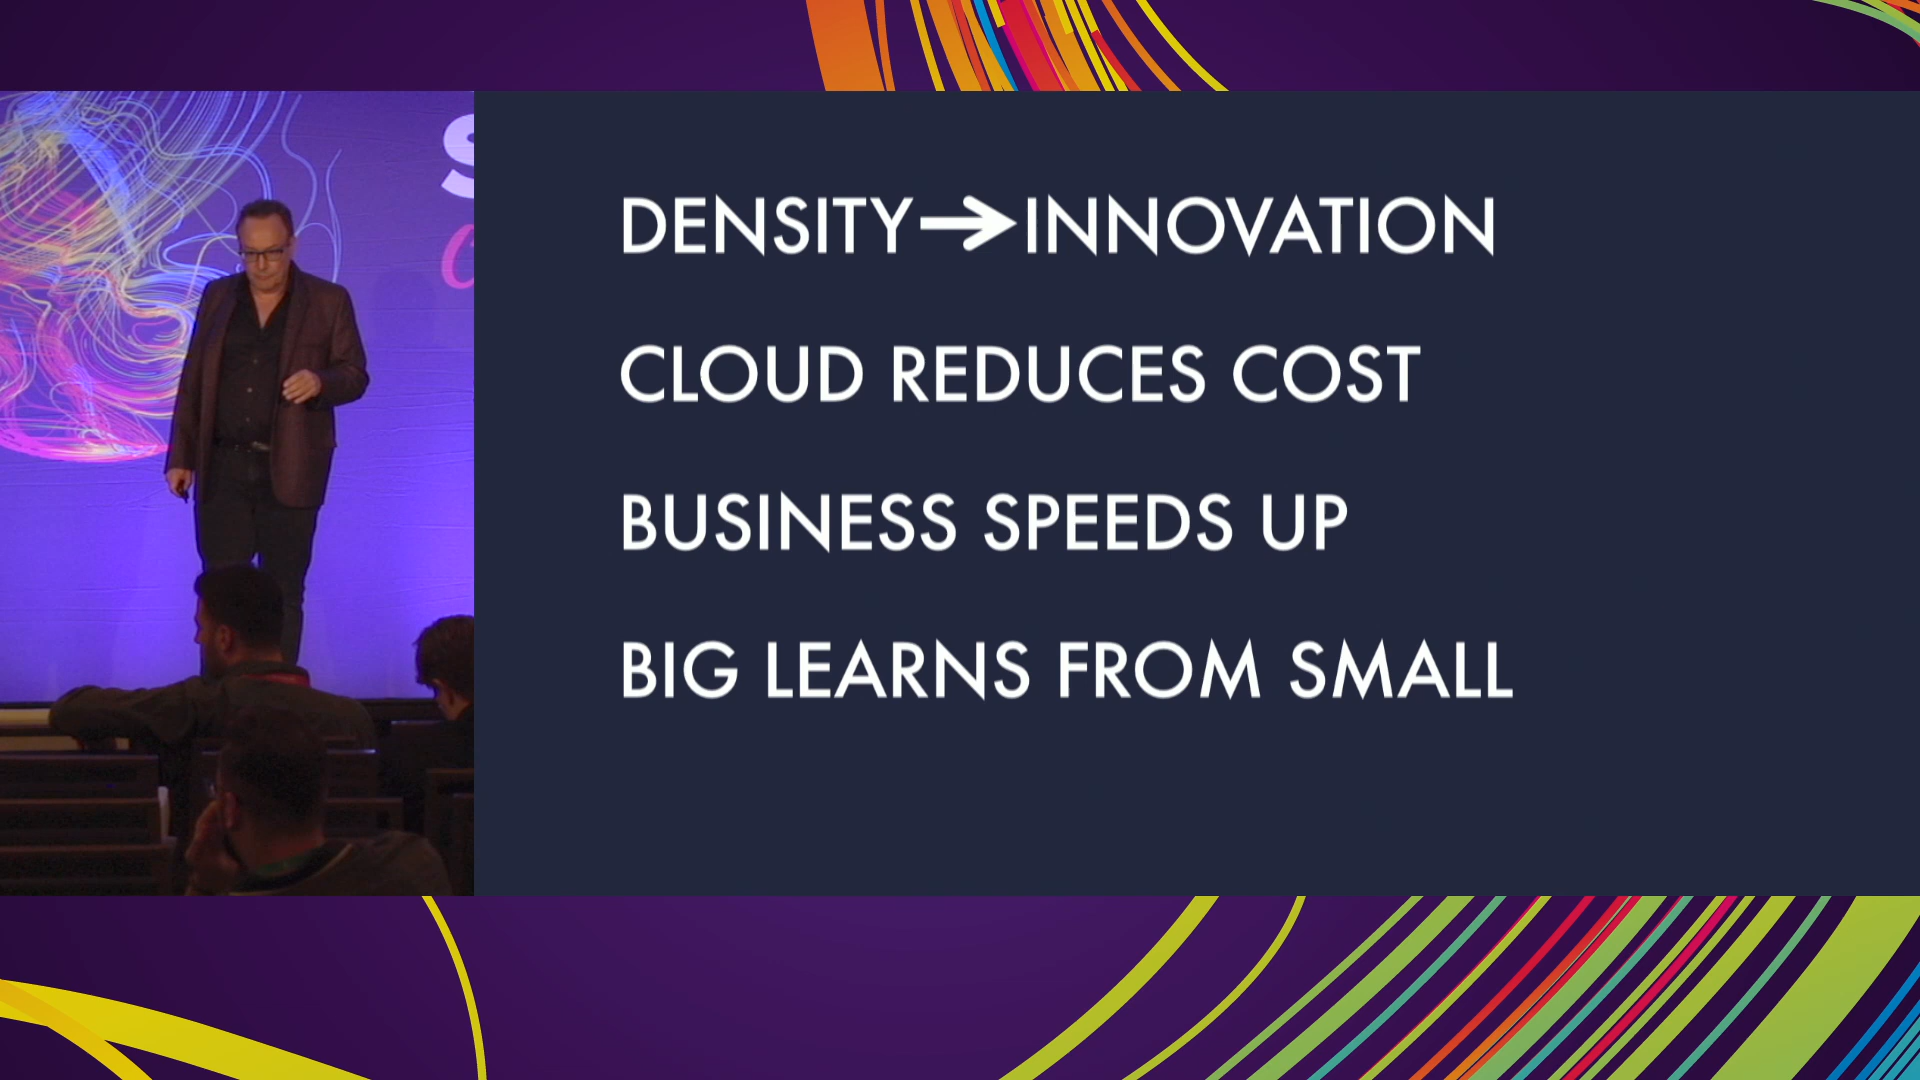 DENSITY→INNOVATION
CLOUD REDUCES COST
BUSINESS SPEEDS UP
BIG LEARNS FROM SMALL